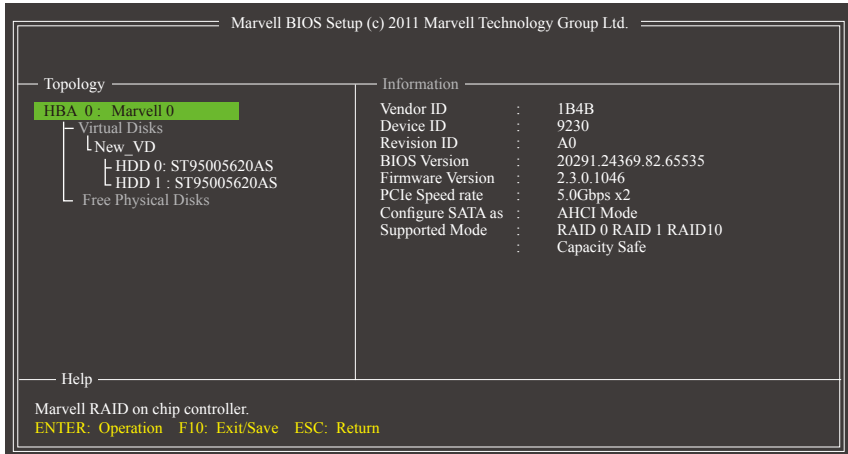 Marvell BIOS Setup (c) 2011 Marvell Technology Group Ltd.
Topology
HBA 0 : Marvell 0
Virtual Disks
New_VD
HDD 0: ST95005620AS
HDD 1 : ST95005620AS
Free Physical Disks
Information
Vendor ID : 1B4B
Device ID : 9230
Revision ID : A0
BIOS Version : 20291.24369.82.65535
Firmware Version : 2.3.0.1046
PCIe Speed rate : 5.0Gbps x2
Configure SATA as : AHCI Mode
Supported Mode : RAID 0 RAID 1 RAID10
: Capacity Safe
Help
Marvell RAID on chip controller.
ENTER: Operation F10: Exit/Save ESC: Return